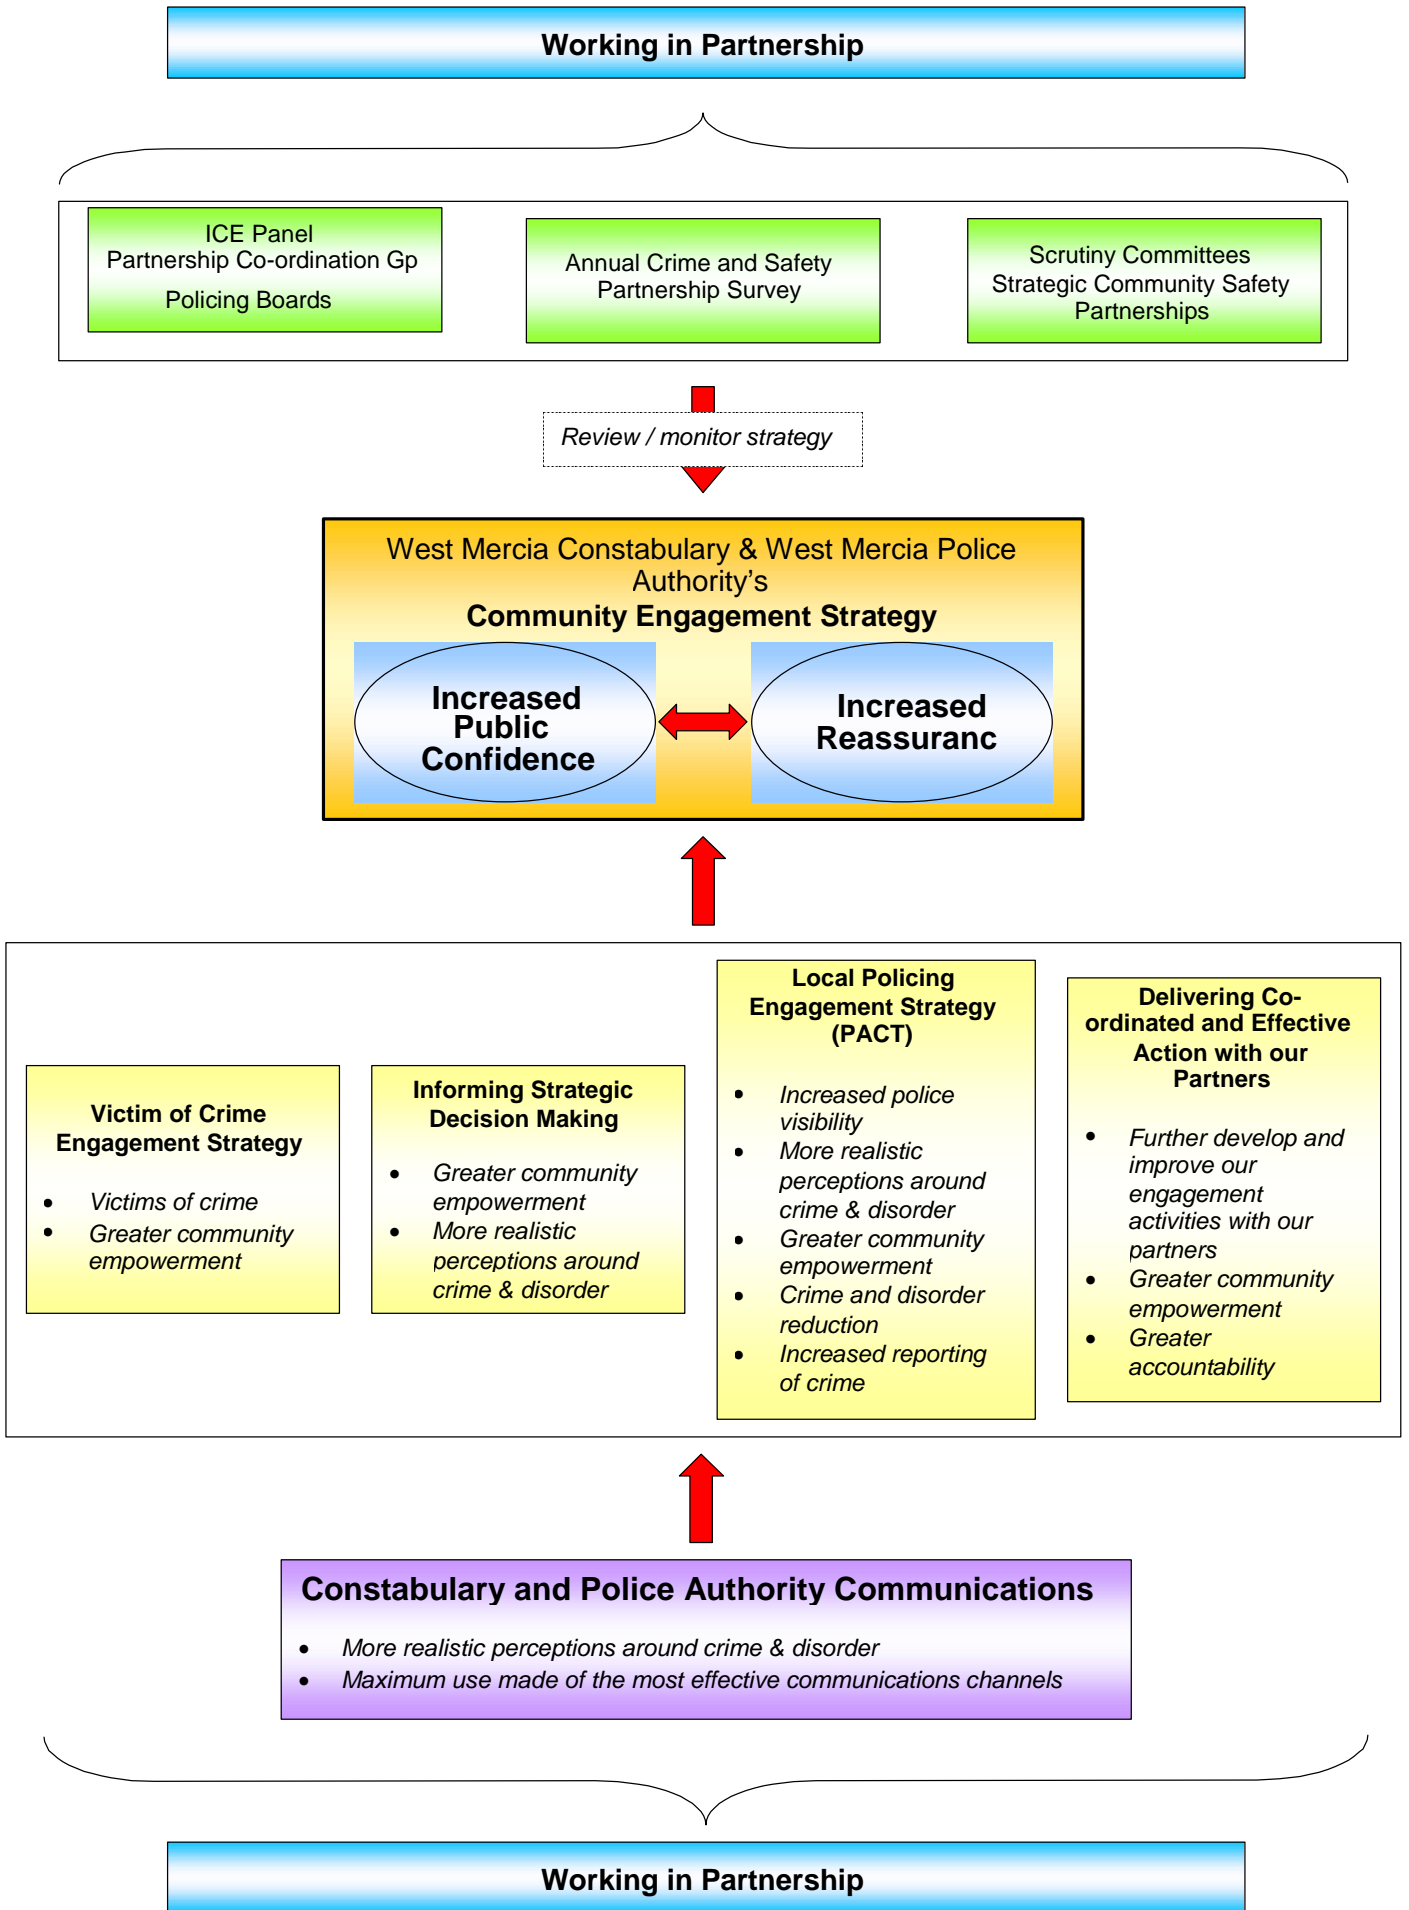 Working in Partnership
ICE Panel
Partnership Co-ordination Gp
Policing Boards
Annual Crime and Safety
Partnership Survey
Scrutiny Committees
Strategic Community Safety
Partnerships
Review / monitor strategy
West Mercia Constabulary & West Mercia Police
Authority's
Community Engagement Strategy
Increased
Public
Confidence
Increased
Reassuranc
Victim of Crime
Engagement Strategy
• Victims of crime
• Greater community
empowerment
Informing Strategic
Decision Making
• Greater community
empowerment
• More realistic
perceptions around
crime & disorder
Local Policing
Engagement Strategy
(PACT)
• Increased police
visibility
• More realistic
perceptions around
crime & disorder
• Greater community
empowerment
• Crime and disorder
reduction
• Increased reporting
of crime
Delivering Co-
ordinated and Effective
Action with our
Partners
• Further develop and
improve our
engagement
activities with our
partners
• Greater community
empowerment
• Greater
accountability
Constabulary and Police Authority Communications
• More realistic perceptions around crime & disorder
• Maximum use made of the most effective communications channels
Working in Partnership